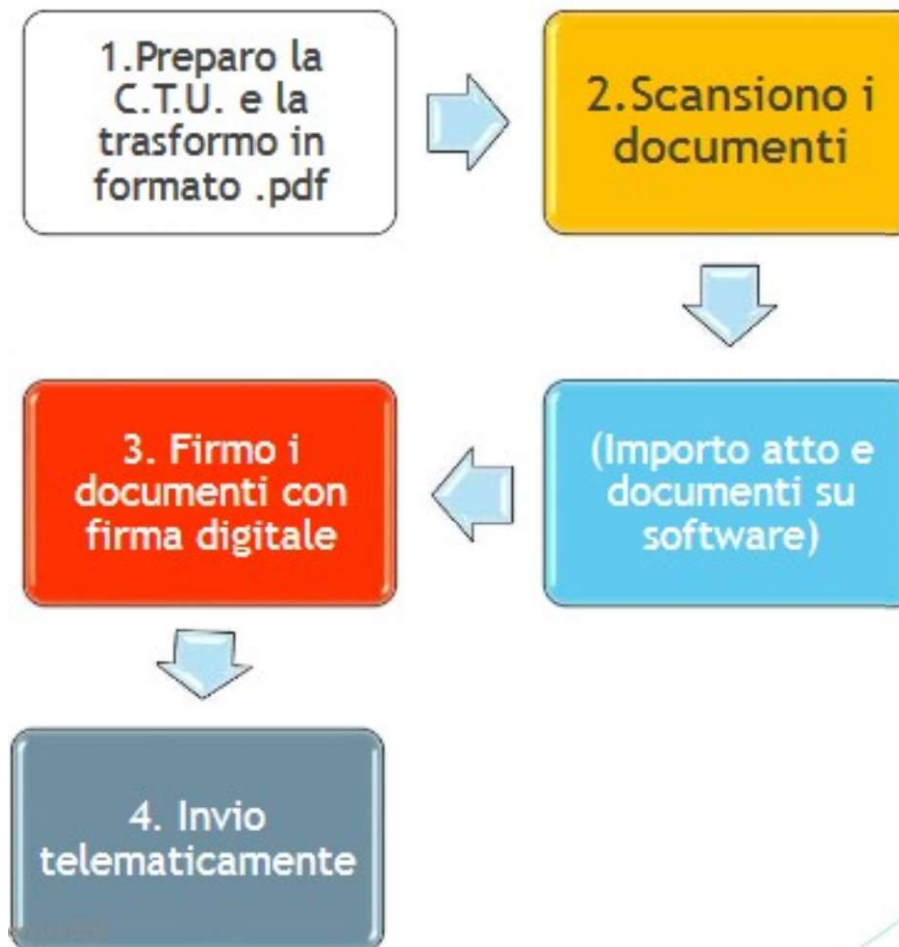 1.Preparo la
C.T.U. e la
trasformo in
formato .pdf
2.Scansiono i
documenti
(Importo atto e
documenti su
software)
3. Firmo i
documenti con
firma digitale
4. Invio
telematicamente